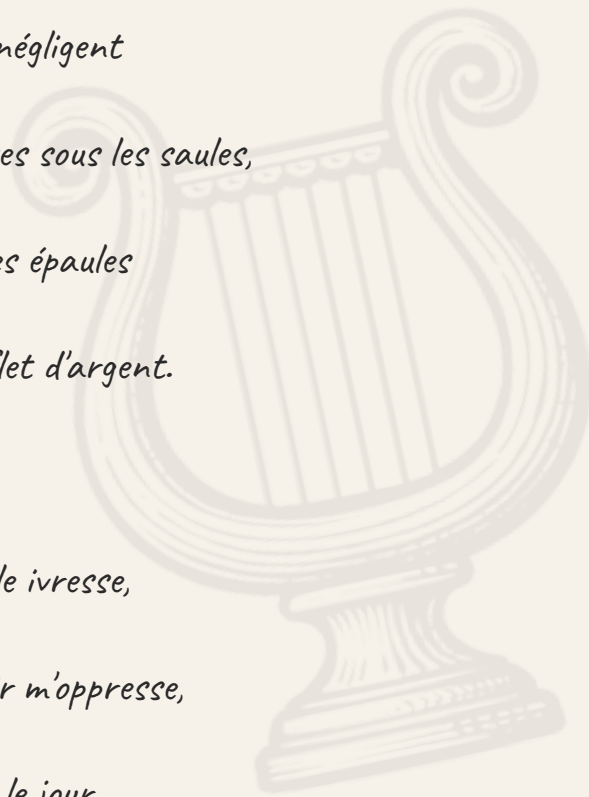 négligent
es sous les saules,
es épaules
let d'argent.
le ivresse,
r m'oppresse,
le jour